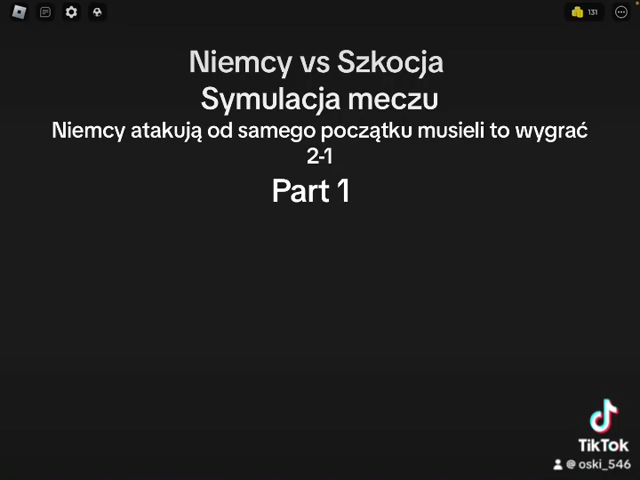 131
Niemcy vs Szkocja
Symulacja meczu
Niemcy atakują od samego początku musieli to wygrać
2-1
Part 1
TikTok
@oski_546